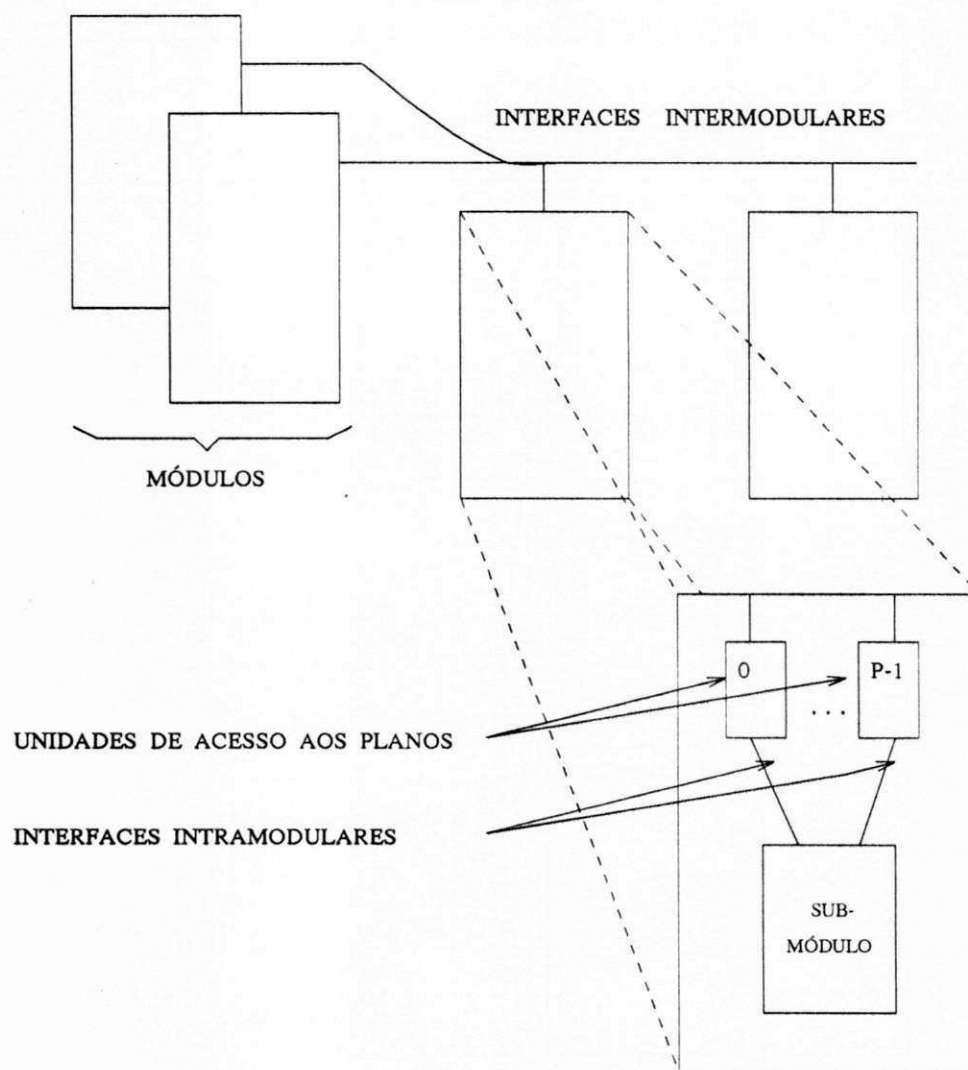 INTERFACES INTERMODULARES
MÓDULOS
0
P-1
...
UNIDADES DE ACESSO AOS PLANOS
INTERFACES INTRAMODULARES
SUB-
MÓDULO